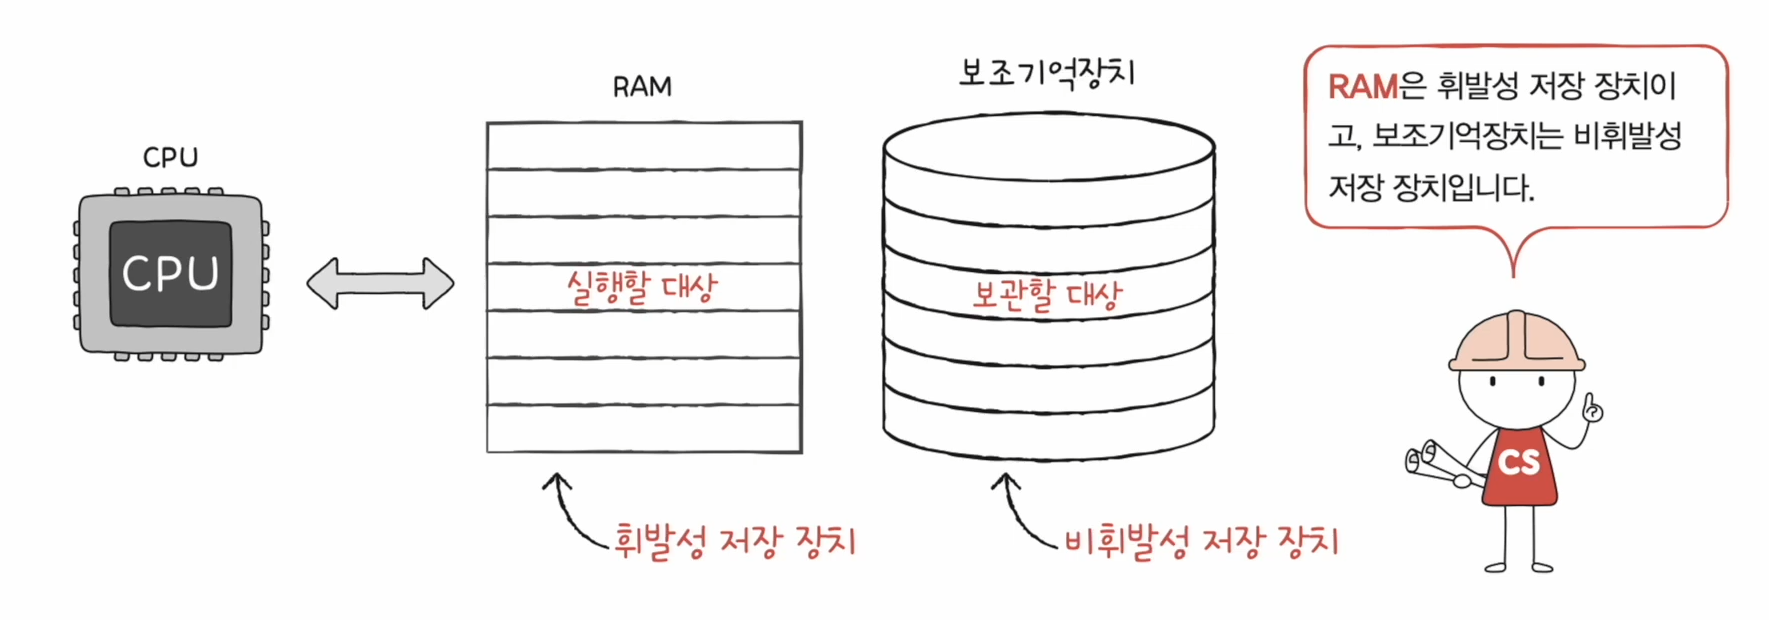 CPU
CPU
RAM
실행할 대상
휘발성 저장 장치
보조기억장치
보관할 대상
비휘발성 저장 장치
RAM은 휘발성 저장 장치이
고, 보조기억장치는 비휘발성
저장 장치입니다.
CS